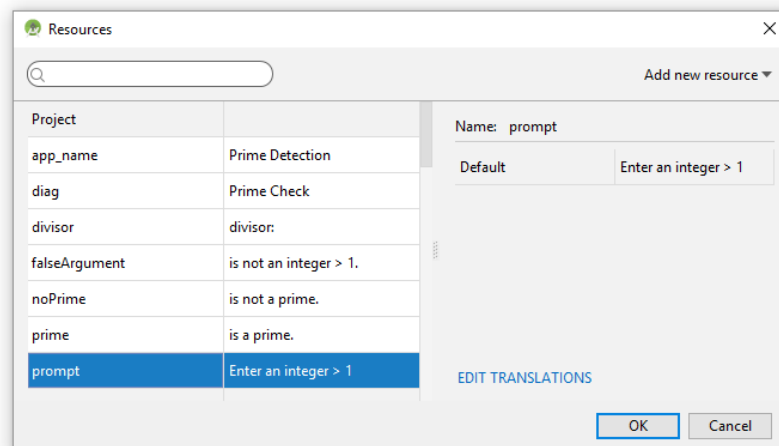 Resources
Add new resource
Project
app_name Prime Detection
diag Prime Check
divisor divisor:
falseArgument is not an integer > 1.
noPrime is not a prime.
prime is a prime.
prompt Enter an integer > 1
Name: prompt
Default Enter an integer > 1
EDIT TRANSLATIONS
OK Cancel